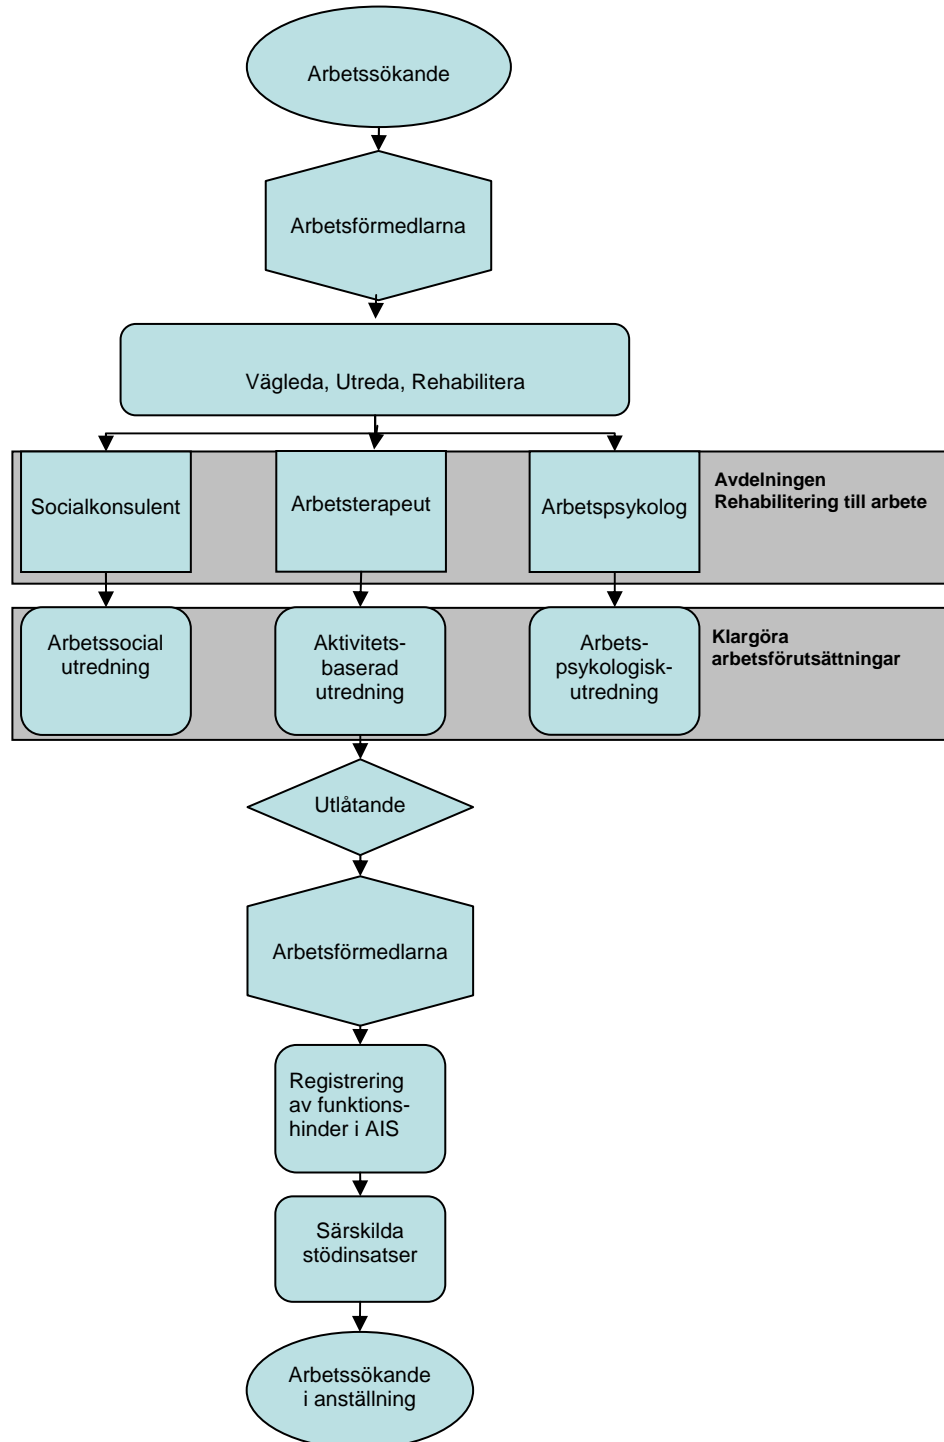 Arbetssökande
Arbetsförmedlarna
Vägleda, Utreda, Rehabilitera
Socialkonsulent
Arbetsterapeut
Arbetspsykolog
Avdelningen
Rehabilitering till arbete
Arbetssocial
utredning
Aktivitets-
baserad
utredning
Arbets-
psykologisk-
utredning
Klargöra
arbetsförutsättningar
Utlåtande
Arbetsförmedlarna
Registrering
av funktions-
hinder i AIS
Särskilda
stödinsatser
Arbetssökande
i anställning